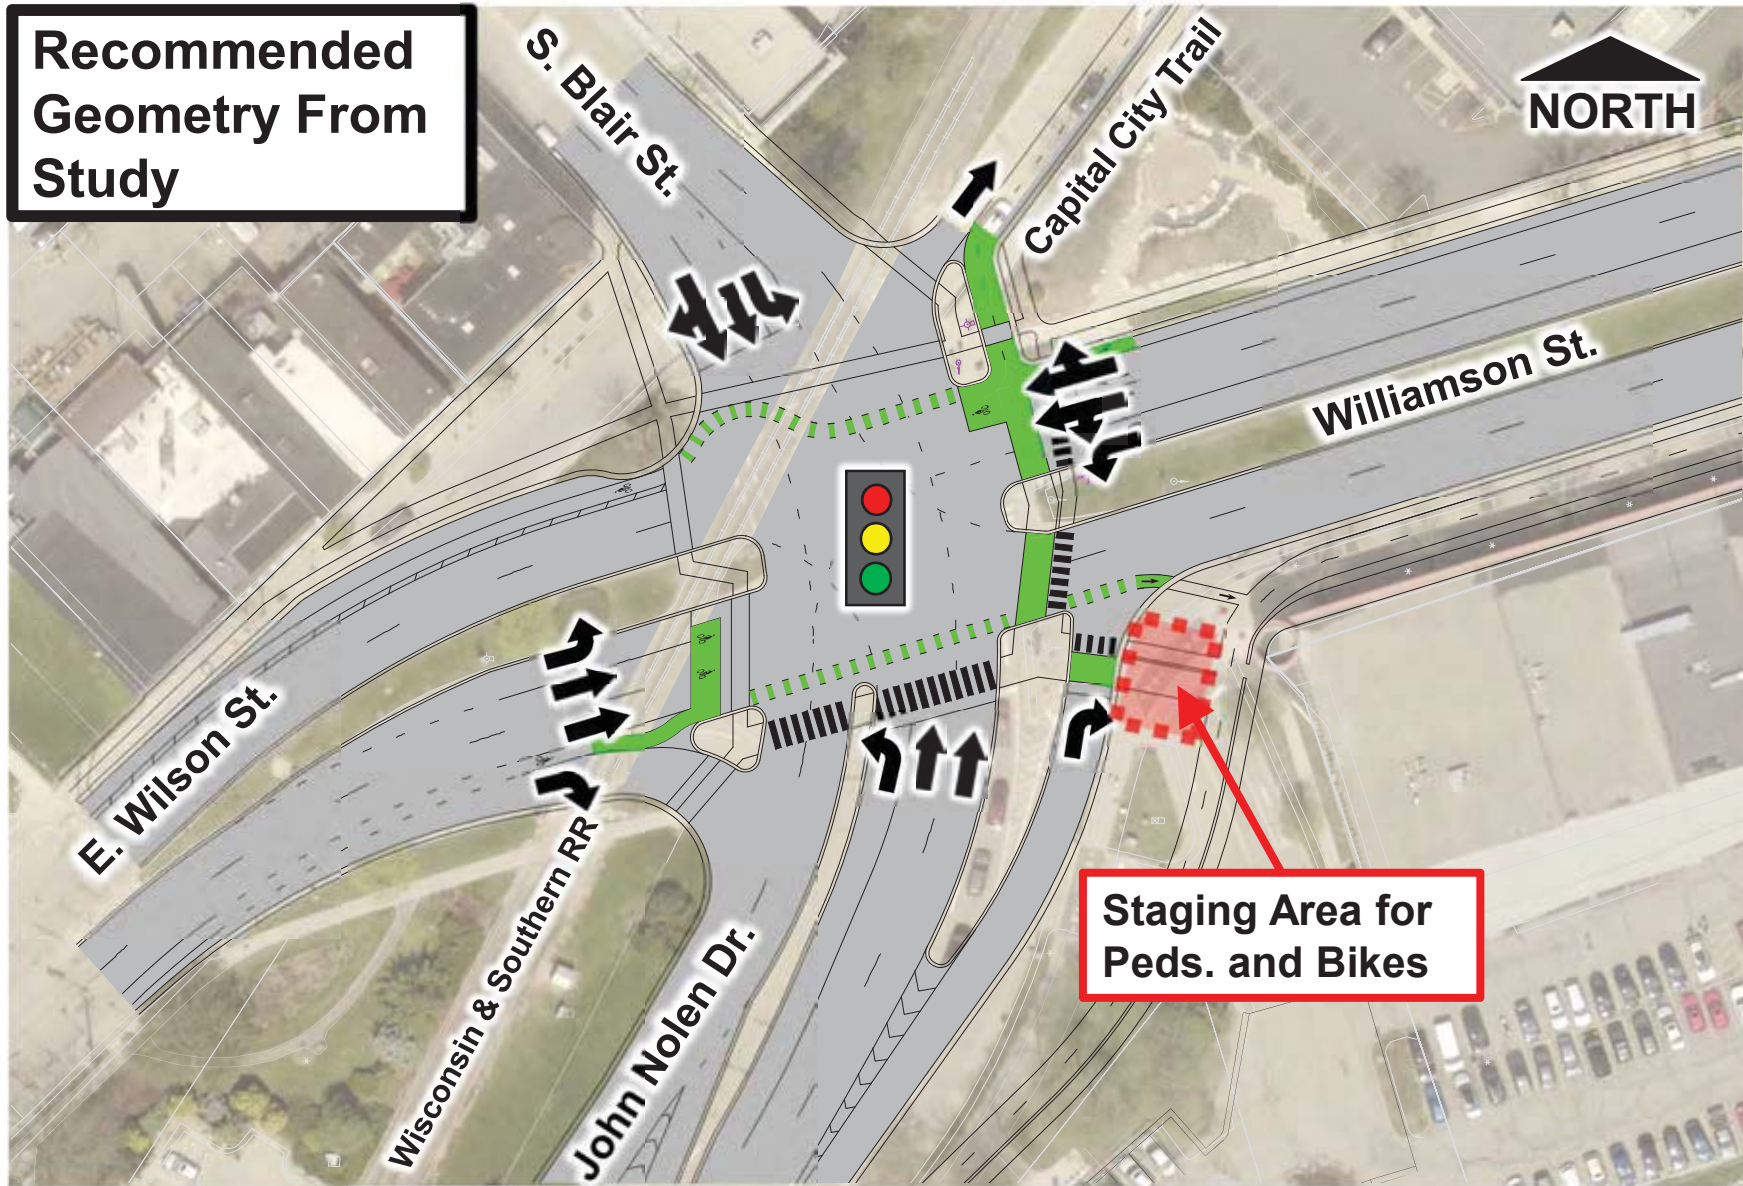 Recommended
Geometry From
Study
S. Blair St.
Capital City Trail
NORTH
Williamson St.
E. Wilson St.
Wisconsin & Southern RR
John Nolen Dr.
Staging Area for
Peds. and Bikes